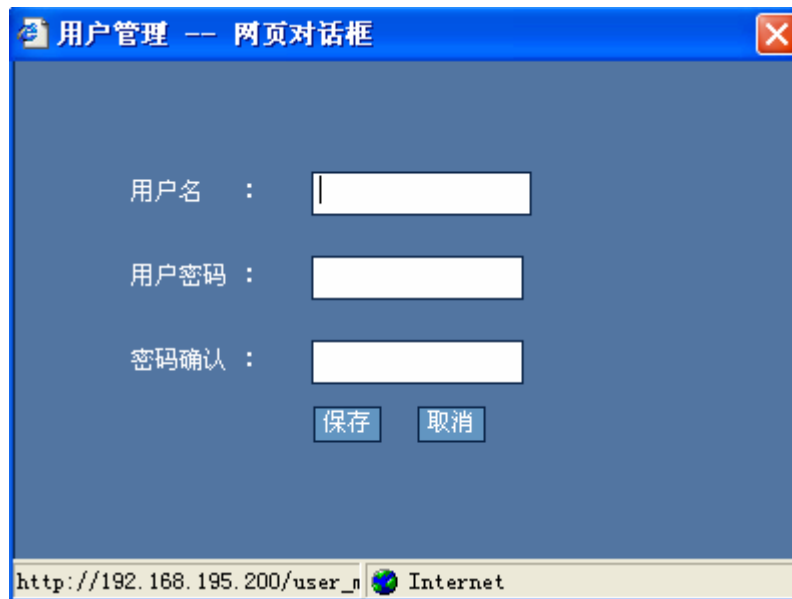 用户管理 -- 网页对话框
用户名 :
用户密码 :
密码确认 :
保存 取消
http://192.168.195.200/user_m Internet